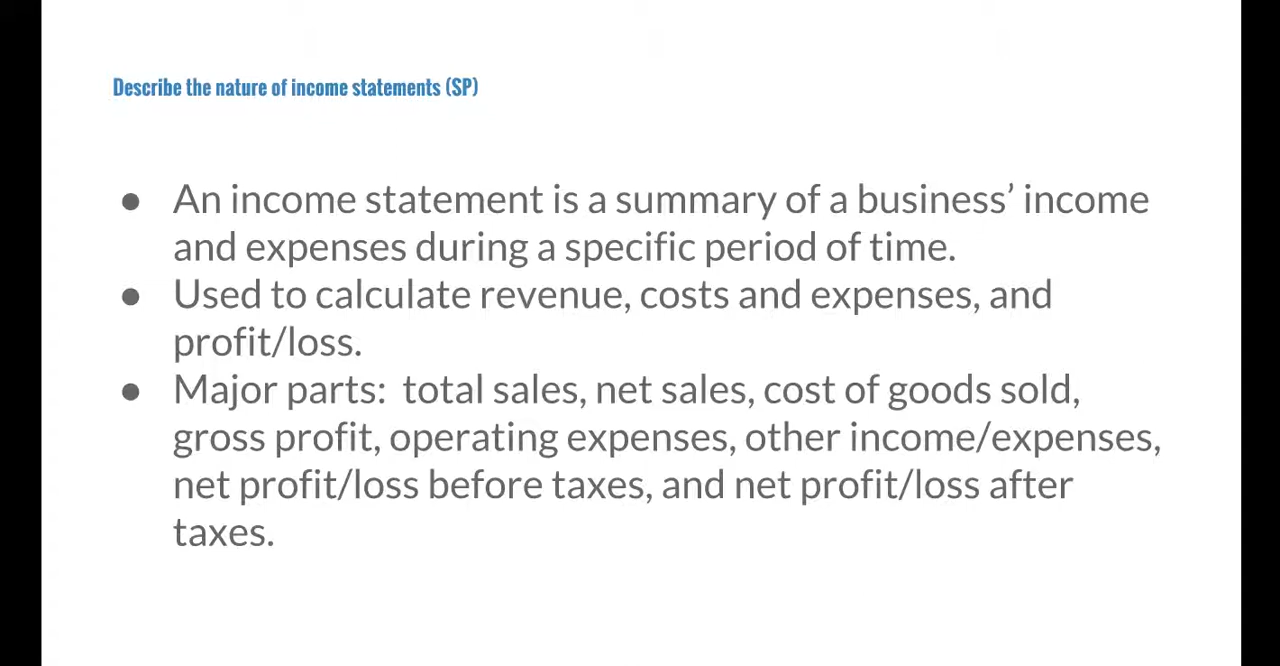 Describe the nature of income statements (SP)
● An income statement is a summary of a business’ income
and expenses during a specific period of time.
● Used to calculate revenue, costs and expenses, and
profit/loss.
● Major parts:  total sales, net sales, cost of goods sold,
gross profit, operating expenses, other income/expenses,
net profit/loss before taxes, and net profit/loss after
taxes.